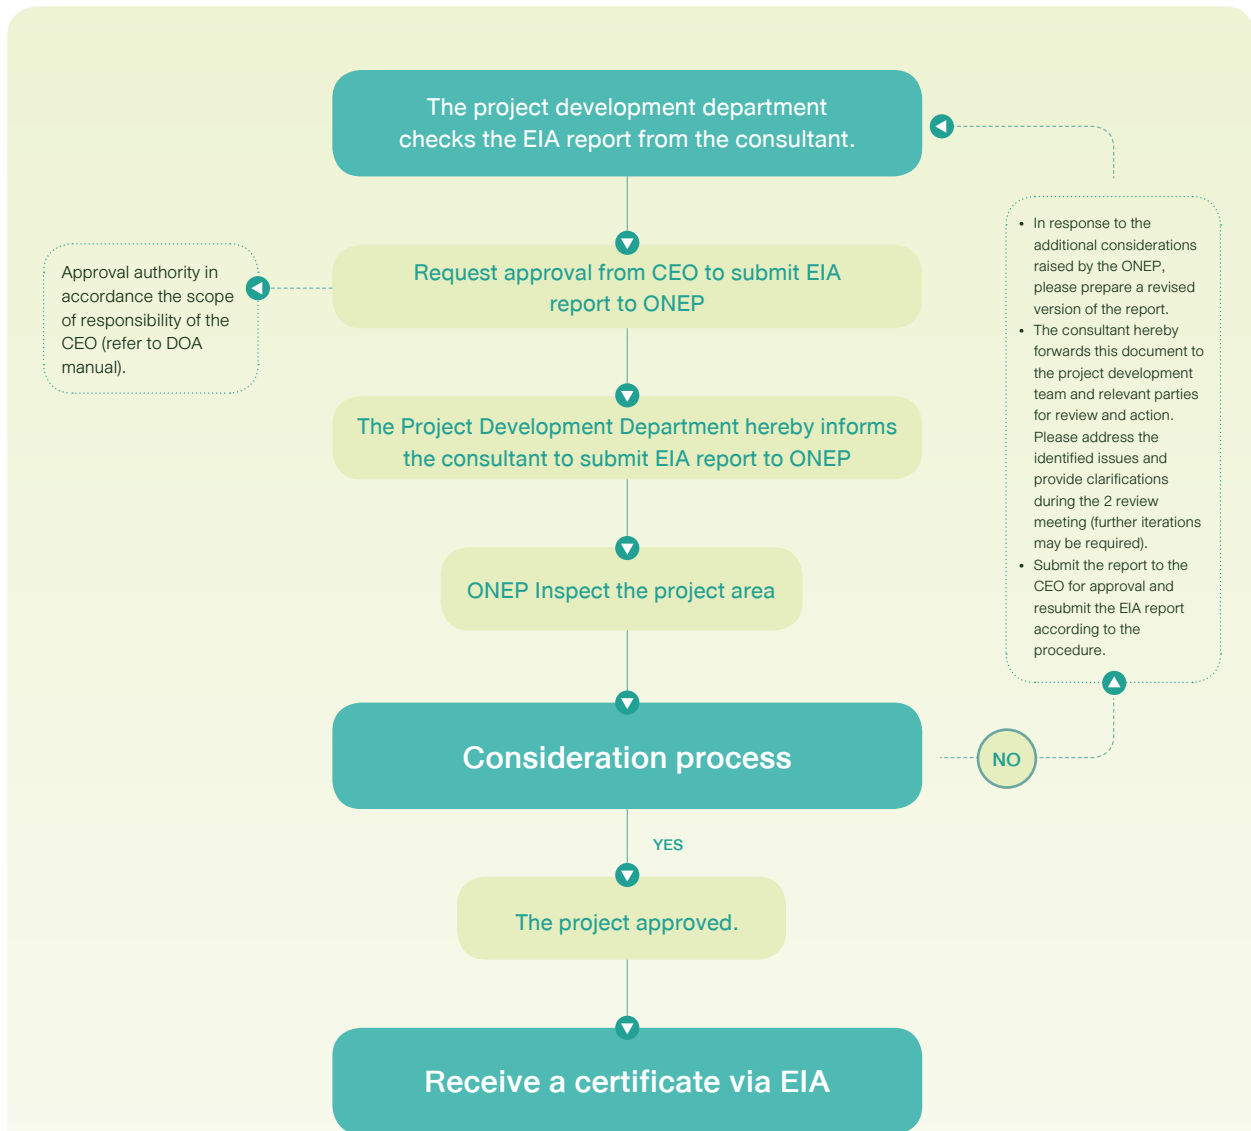 The project development department
checks the EIA report from the consultant.
Request approval from CEO to submit EIA
report to ONEP
Approval authority in
accordance the scope
of responsibility of the
CEO (refer to DOA
manual).
The Project Development Department hereby informs
the consultant to submit EIA report to ONEP
ONEP Inspect the project area
Consideration process
NO
• In response to the
additional considerations
raised by the ONEP,
please prepare a revised
version of the report.
• The consultant hereby
forwards this document to
the project development
team and relevant parties
for review and action.
Please address the
identified issues and
provide clarifications
during the 2 review
meeting (further iterations
may be required).
• Submit the report to the
CEO for approval and
resubmit the EIA report
according to the
procedure.
YES
The project approved.
Receive a certificate via EIA